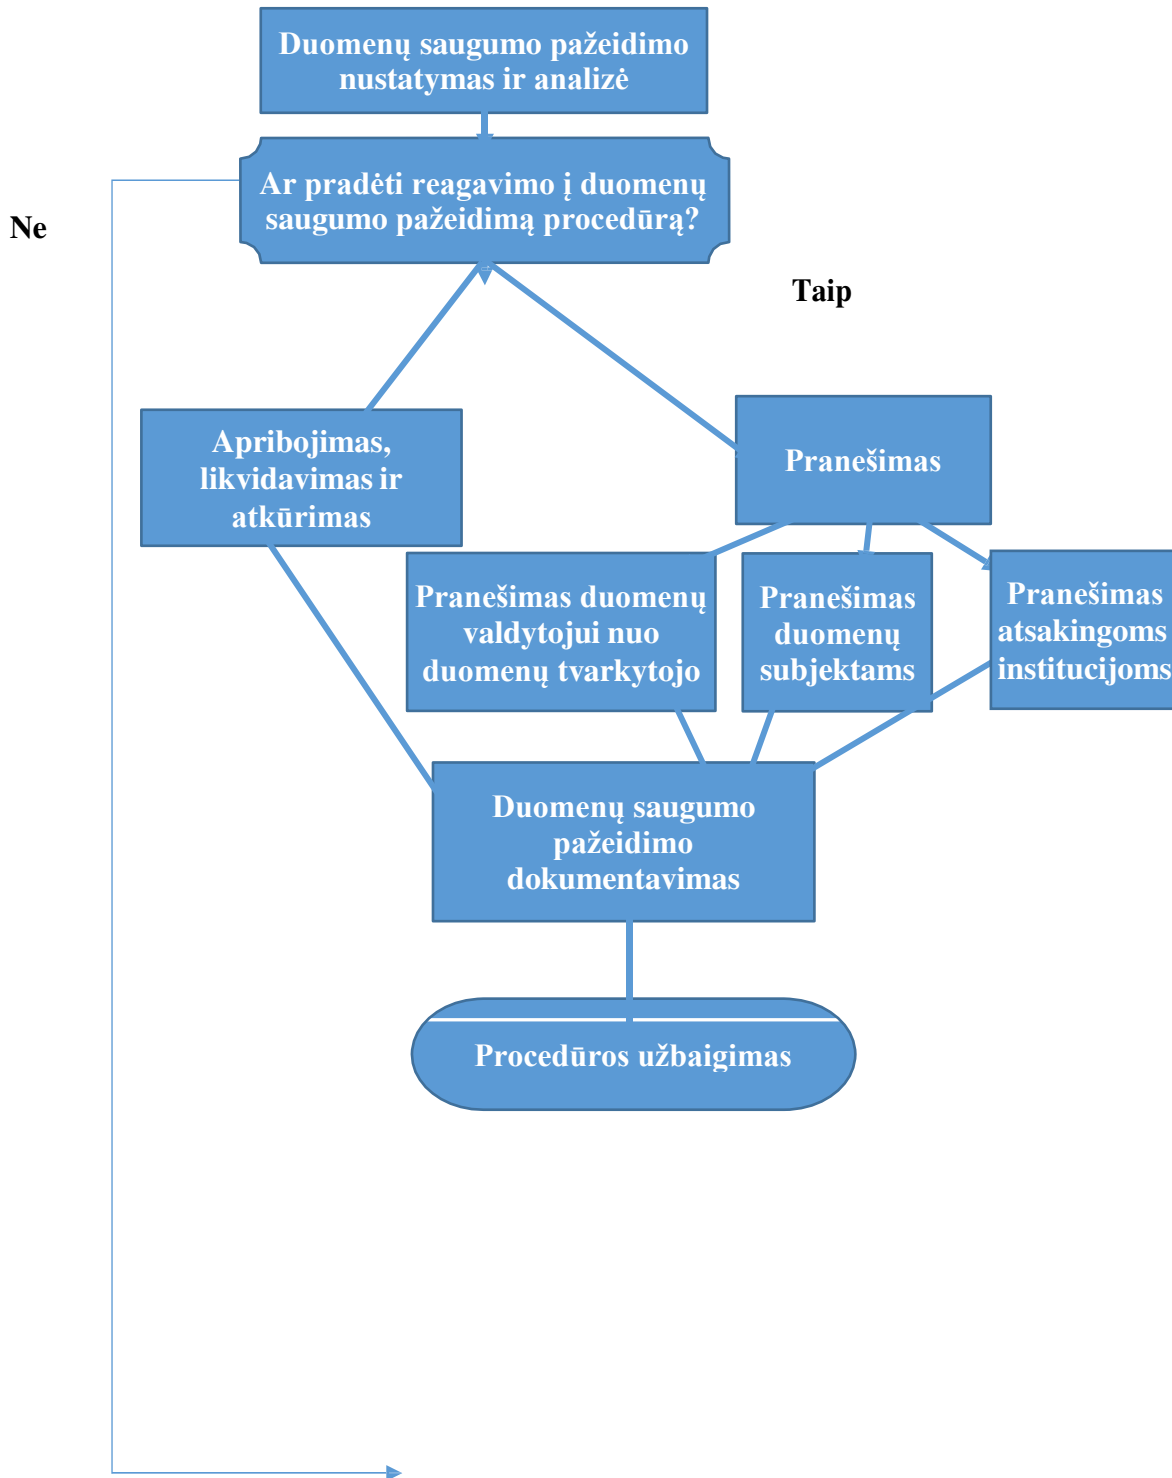 Duomenų saugumo pažeidimo
nustatymas ir analizė
Ar pradėti reagavimo į duomenų
saugumo pažeidimą procedūrą?
Ne
Taip
Apribojimas,
likvidavimas ir
atkūrimas
Pranešimas
Pranešimas duomenų
valdytojui nuo
duomenų tvarkytojo
Pranešimas
duomenų
subjektams
Pranešimas
atsakingoms
institucijoms
Duomenų saugumo
pažeidimo
dokumentavimas
Procedūros užbaigimas